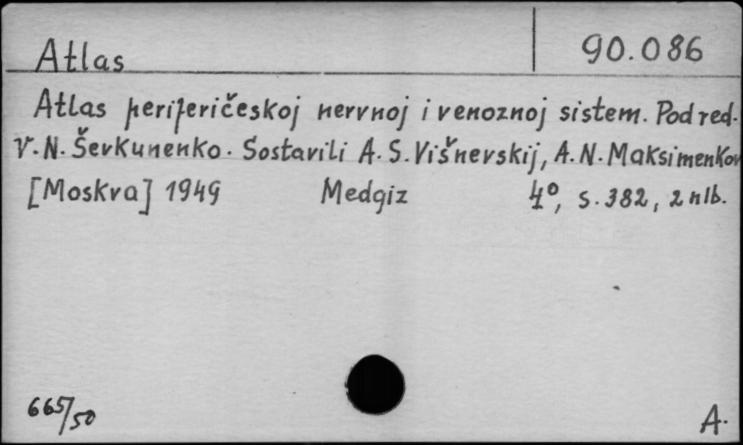 Atlas 90.086
Atlas periferičeskoj nervnoj i venoznoj sistem. Pod red.
V. N. Ševkunenko. Sostavili A. S. Višnevskij, A. N. Maksimenkov
[Moskva] 1949 Medgiz 4°, s. 382, 2 nlb.
665/50 A.